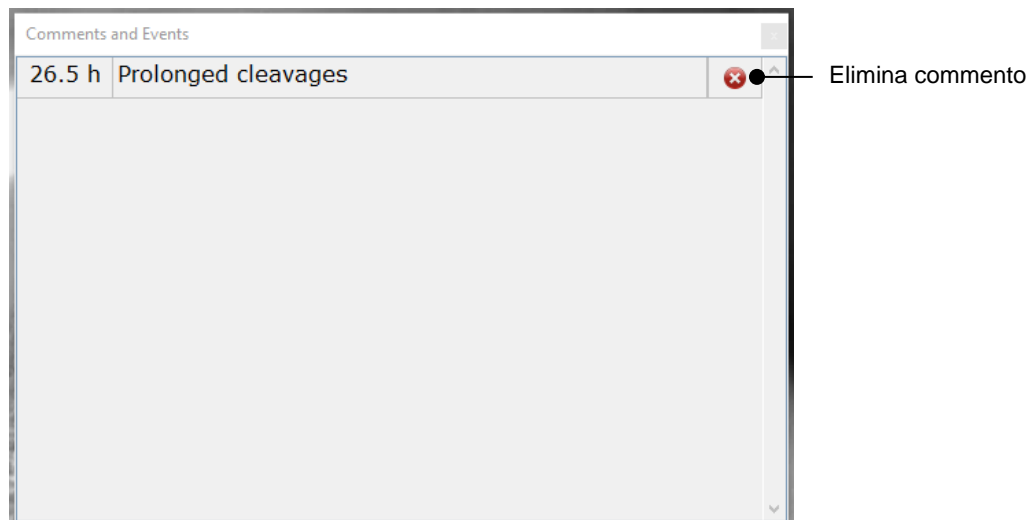 Comments and Events
26.5 h Prolonged cleavages
Elimina commento